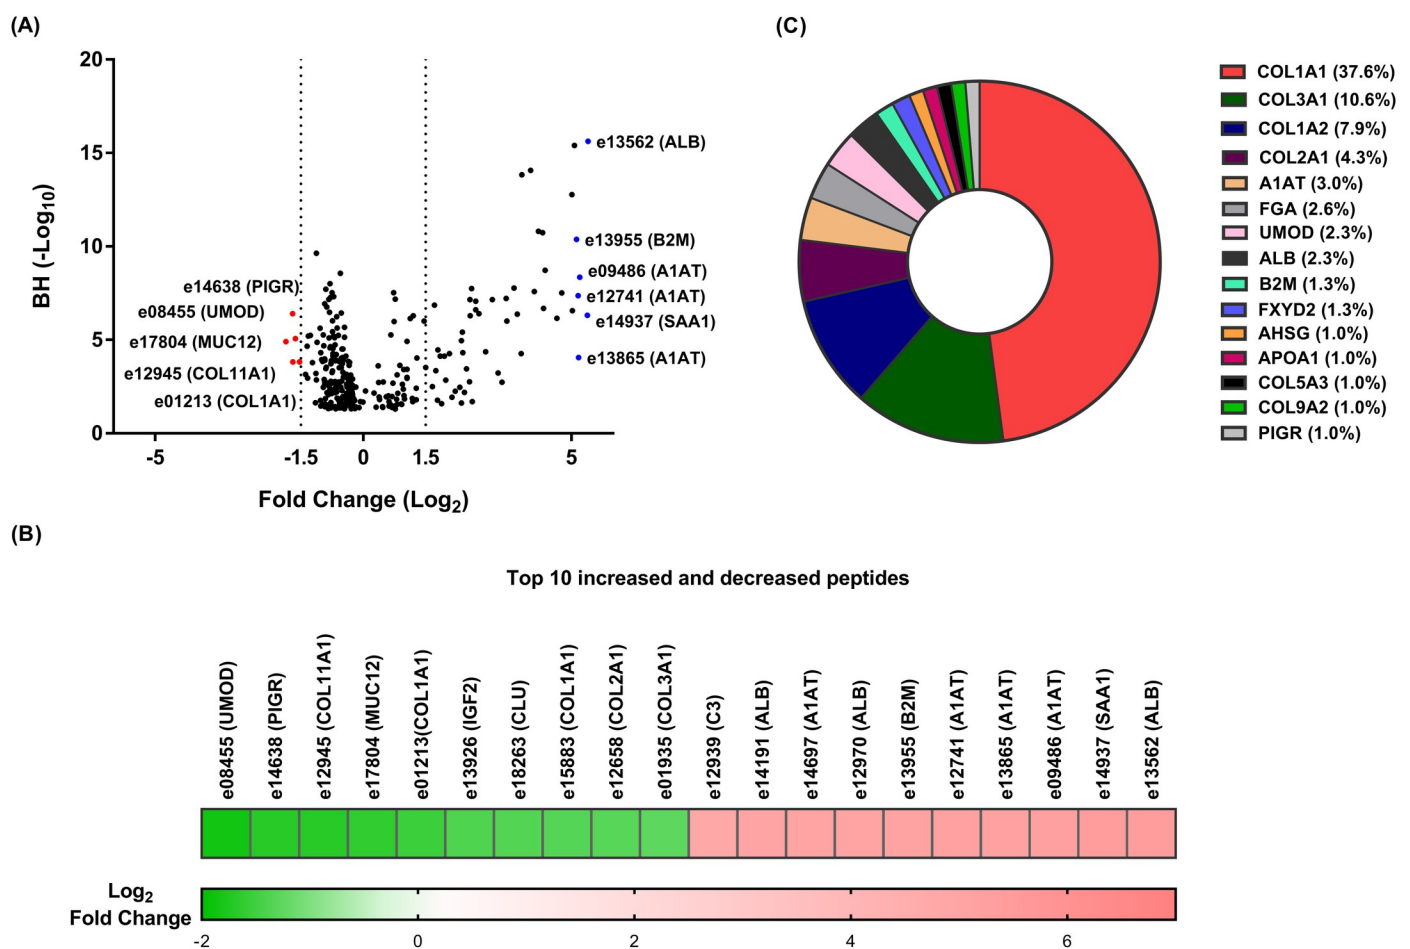 (A)
20
15
10
5
0
BH (-Log10)
-5
-1.5
0
1.5
5
Fold Change (Log2)
e13562 (ALB)
e13955 (B2M)
e09486 (A1AT)
e12741 (A1AT)
e14937 (SAA1)
e13865 (A1AT)
e14638 (PIGR)
e08455 (UMOD)
e17804 (MUC12)
e12945 (COL11A1)
e01213 (COL1A1)
(C)
COL1A1 (37.6%)
COL3A1 (10.6%)
COL1A2 (7.9%)
COL2A1 (4.3%)
A1AT (3.0%)
FGA (2.6%)
UMOD (2.3%)
ALB (2.3%)
B2M (1.3%)
FXYD2 (1.3%)
AHSG (1.0%)
APOA1 (1.0%)
COL5A3 (1.0%)
COL9A2 (1.0%)
PIGR (1.0%)
(B)
Top 10 increased and decreased peptides
e08455 (UMOD)
e14638 (PIGR)
e12945 (COL11A1)
e17804 (MUC12)
e01213(COL1A1)
e13926 (IGF2)
e18263 (CLU)
e15883 (COL1A1)
e12658 (COL2A1)
e01935 (COL3A1)
e12939 (C3)
e14191 (ALB)
e14697 (A1AT)
e12970 (ALB)
e13955 (B2M)
e12741 (A1AT)
e13865 (A1AT)
e09486 (A1AT)
e14937 (SAA1)
e13562 (ALB)
Log2
Fold Change
-2
0
2
4
6